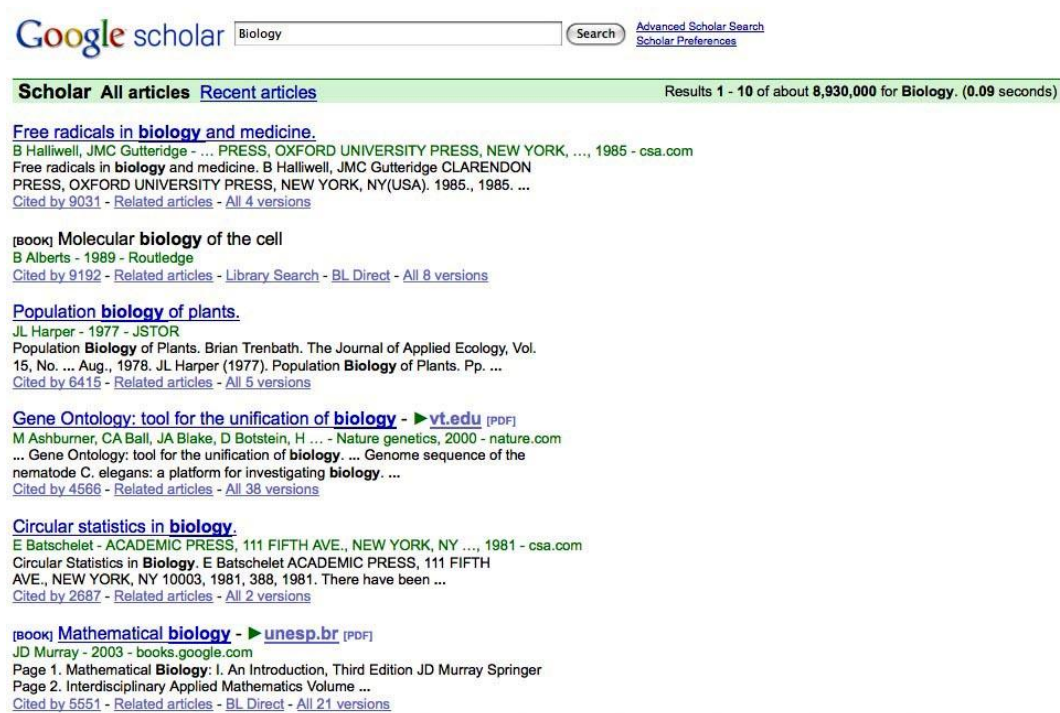 Google scholar Biology Search Advanced Scholar Search
Scholar Preferences
Scholar All articles Recent articles Results 1 - 10 of about 8,930,000 for Biology. (0.09 seconds)
Free radicals in biology and medicine.
B Halliwell, JMC Gutteridge - ... PRESS, OXFORD UNIVERSITY PRESS, NEW YORK, ..., 1985 - csa.com
Free radicals in biology and medicine. B Halliwell, JMC Gutteridge CLARENDON
PRESS, OXFORD UNIVERSITY PRESS, NEW YORK, NY(USA). 1985., 1985. ...
Cited by 9031 - Related articles - All 4 versions
[BOOK] Molecular biology of the cell
B Alberts - 1989 - Routledge
Cited by 9192 - Related articles - Library Search - BL Direct - All 8 versions
Population biology of plants.
JL Harper - 1977 - JSTOR
Population Biology of Plants. Brian Trenbath. The Journal of Applied Ecology, Vol.
15, No. ... Aug., 1978. JL Harper (1977). Population Biology of Plants. Pp. ...
Cited by 6415 - Related articles - All 5 versions
Gene Ontology: tool for the unification of biology - ►vt.edu [PDF]
M Ashburner, CA Ball, JA Blake, D Botstein, H ... - Nature genetics, 2000 - nature.com
... Gene Ontology: tool for the unification of biology. ... Genome sequence of the
nematode C. elegans: a platform for investigating biology. ...
Cited by 4566 - Related articles - All 38 versions
Circular statistics in biology.
E Batschelet - ACADEMIC PRESS, 111 FIFTH AVE., NEW YORK, NY ..., 1981 - csa.com
Circular Statistics in Biology. E Batschelet ACADEMIC PRESS, 111 FIFTH
AVE., NEW YORK, NY 10003, 1981, 388, 1981. There have been ...
Cited by 2687 - Related articles - All 2 versions
[BOOK] Mathematical biology - ►unesp.br [PDF]
JD Murray - 2003 - books.google.com
Page 1. Mathematical Biology: I. An Introduction, Third Edition JD Murray Springer
Page 2. Interdisciplinary Applied Mathematics Volume ...
Cited by 5551 - Related articles - BL Direct - All 21 versions